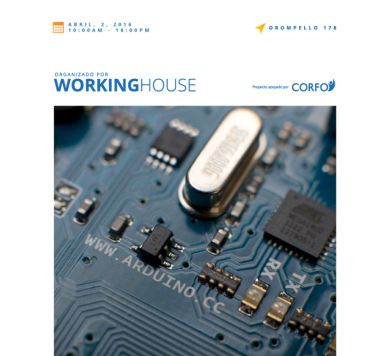 ABRIL, 2, 2016
10:00AM - 18:00PM
OROMPELLO 178
ORGANIZADO POR
WORKINGHOUSE
Proyecto apoyado por CORFO
WWW.ARDUINO.CC
RX
TX